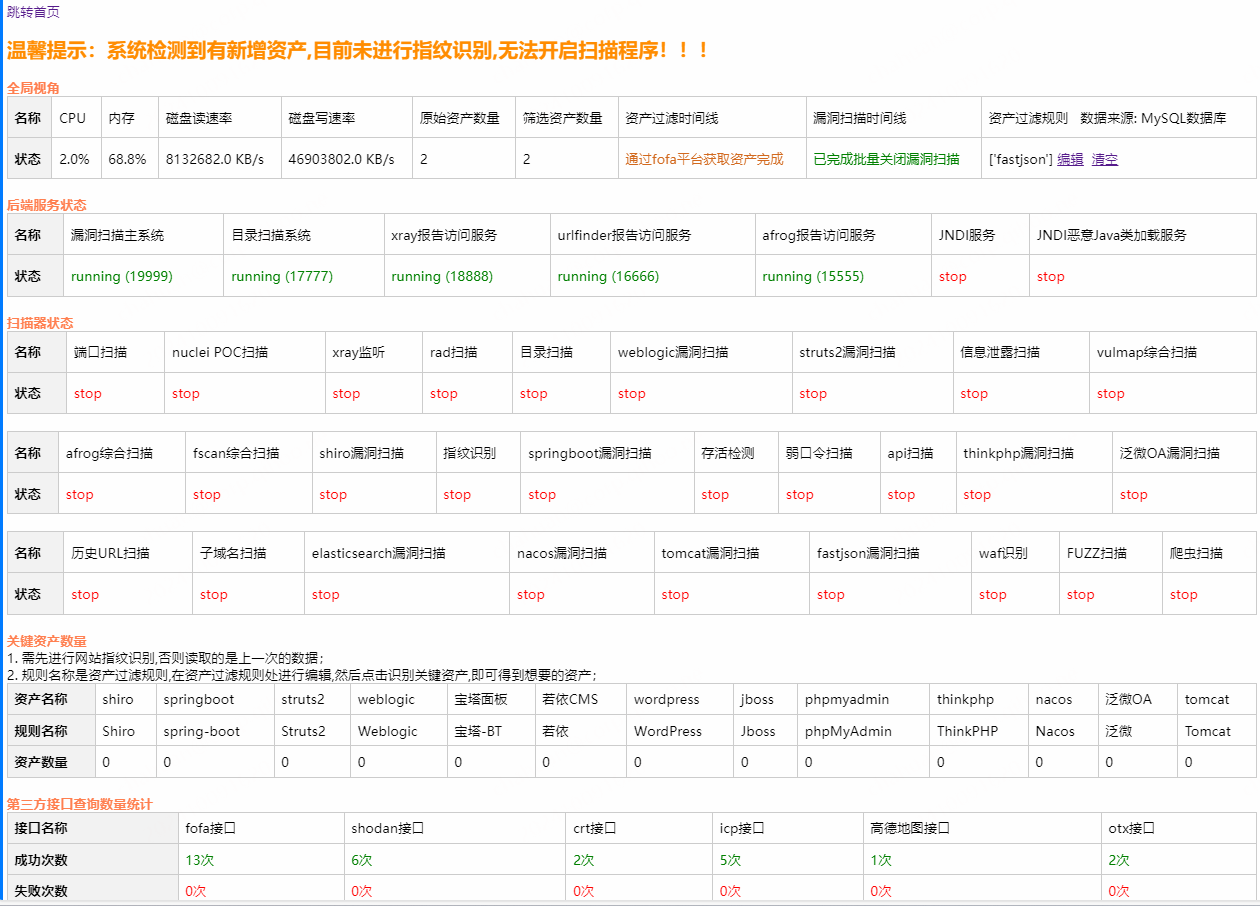 跳转首页
温馨提示：系统检测到有新增资产,目前未进行指纹识别,无法开启扫描程序！！！
全局视角
名称 CPU 内存 磁盘读速率 磁盘写速率 原始资产数量 筛选资产数量 资产过滤时间线 漏洞扫描时间线 资产过滤规则 数据来源: MySQL数据库
状态 2.0% 68.8% 8132682.0 KB/s 46903802.0 KB/s 2 2 通过fofa平台获取资产完成 已完成批量关闭漏洞扫描 ['fastjson'] 编辑 清空
后端服务状态
名称 漏洞扫描主系统 目录扫描系统 xray报告访问服务 urlfinder报告访问服务 afrog报告访问服务 JNDI服务 JNDI恶意Java类加载服务
状态 running (19999) running (17777) running (18888) running (16666) running (15555) stop stop
扫描器状态
名称 端口扫描 nuclei POC扫描 xray监听 rad扫描 目录扫描 weblogic漏洞扫描 struts2漏洞扫描 信息泄露扫描 vulmap综合扫描
状态 stop stop stop stop stop stop stop stop stop
名称 afrog综合扫描 fscan综合扫描 shiro漏洞扫描 指纹识别 springboot漏洞扫描 存活检测 弱口令扫描 api扫描 thinkphp漏洞扫描 泛微OA漏洞扫描
状态 stop stop stop stop stop stop stop stop stop stop
名称 历史URL扫描 子域名扫描 elasticsearch漏洞扫描 nacos漏洞扫描 tomcat漏洞扫描 fastjson漏洞扫描 waf识别 FUZZ扫描 爬虫扫描
状态 stop stop stop stop stop stop stop stop stop
关键资产数量
1. 需先进行网站指纹识别,否则读取的是上一次的数据；
2. 规则名称是资产过滤规则,在资产过滤规则处进行编辑,然后点击识别关键资产,即可得到想要的资产；
资产名称 shiro springboot struts2 weblogic 宝塔面板 若依CMS wordpress jboss phpmyadmin thinkphp nacos 泛微OA tomcat
规则名称 Shiro spring-boot Struts2 Weblogic 宝塔-BT 若依 WordPress Jboss phpMyAdmin ThinkPHP Nacos 泛微 Tomcat
资产数量 0 0 0 0 0 0 0 0 0 0 0 0 0
第三方接口查询数量统计
接口名称 fofa接口 shodan接口 crt接口 icp接口 高德地图接口 otx接口
成功次数 13次 6次 2次 5次 1次 2次
失败次数 0次 0次 0次 0次 0次 0次